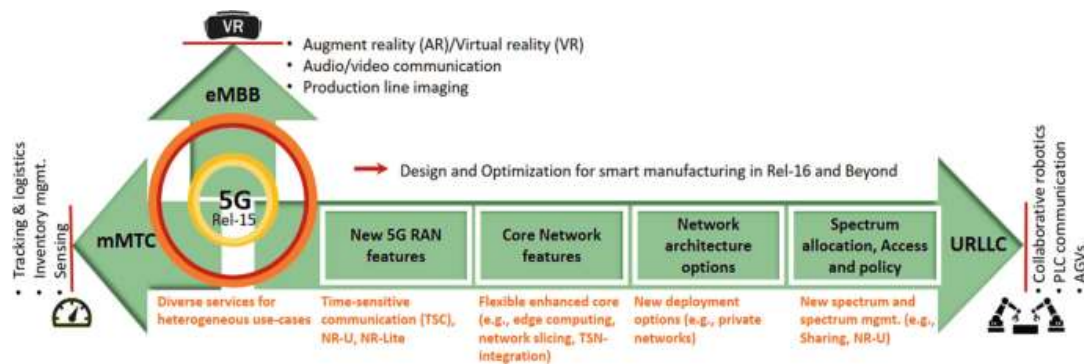 VR
• Augment reality (AR)/Virtual reality (VR)
• Audio/video communication
• Production line imaging
eMBB
→ Design and Optimization for smart manufacturing in Rel-16 and Beyond
5G
Rel-15
mMTC
• Tracking & logistics
• Inventory mgmt.
• Sensing
New 5G RAN
features
Core Network
features
Network
architecture
options
Spectrum
allocation, Access
and policy
URLLC
• Collaborative robotics
• PLC communication
• AGVs
Diverse services for
heterogeneous use-cases
Time-sensitive
communication (TSC),
NR-U, NR-Lite
Flexible enhanced core
(e.g., edge computing,
network slicing, TSN-
integration)
New deployment
options (e.g., private
networks)
New spectrum and
spectrum mgmt. (e.g.,
Sharing, NR-U)